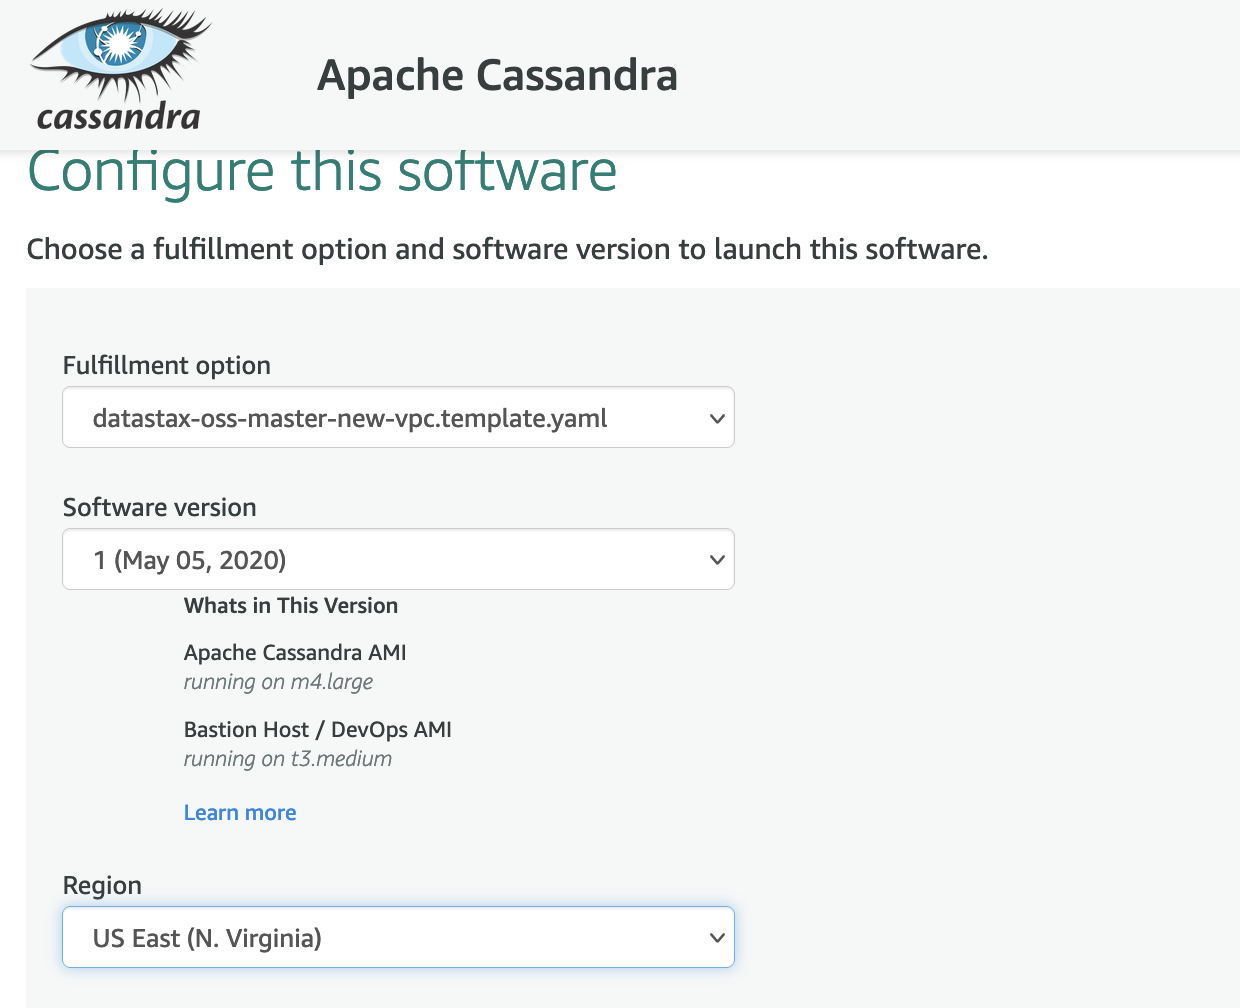 cassandra
Apache Cassandra
Configure this software
Choose a fulfillment option and software version to launch this software.
Fulfillment option
datastax-oss-master-new-vpc.template.yaml
Software version
1 (May 05, 2020)
Whats in This Version
Apache Cassandra AMI
running on m4.large
Bastion Host / DevOps AMI
running on t3.medium
Learn more
Region
US East (N. Virginia)